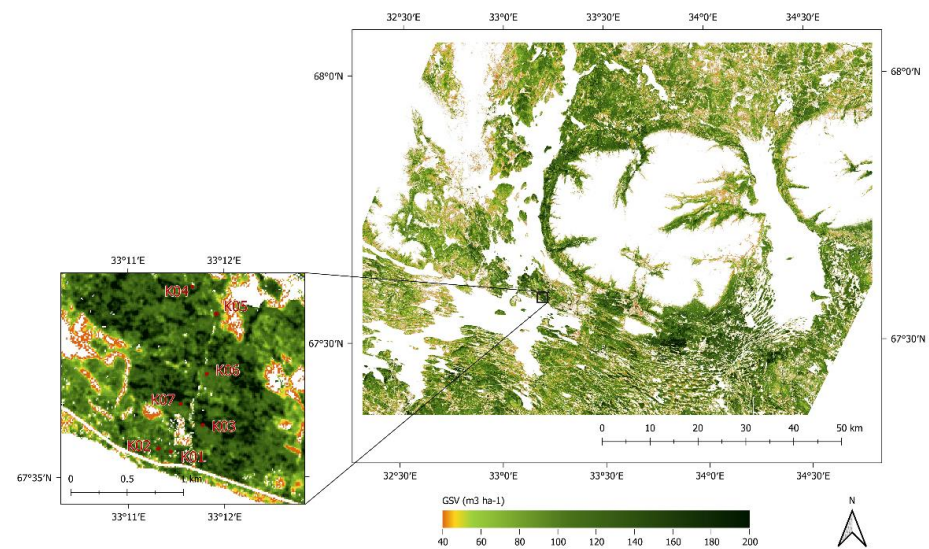 32°30'E 33°0'E 33°30'E 34°0'E 34°30'E
68°0'N 68°0'N
33°11'E 33°12'E
K04
K05
67°30'N 67°30'N
K06
K07
K03
K02 K01
0 10 20 30 40 50 km
0 0.5 1 km
67°35'N
32°30'E 33°0'E 33°30'E 34°0'E 34°30'E
33°11'E 33°12'E
GSV (m3 ha-1)
N
40 60 80 100 120 140 160 180 200